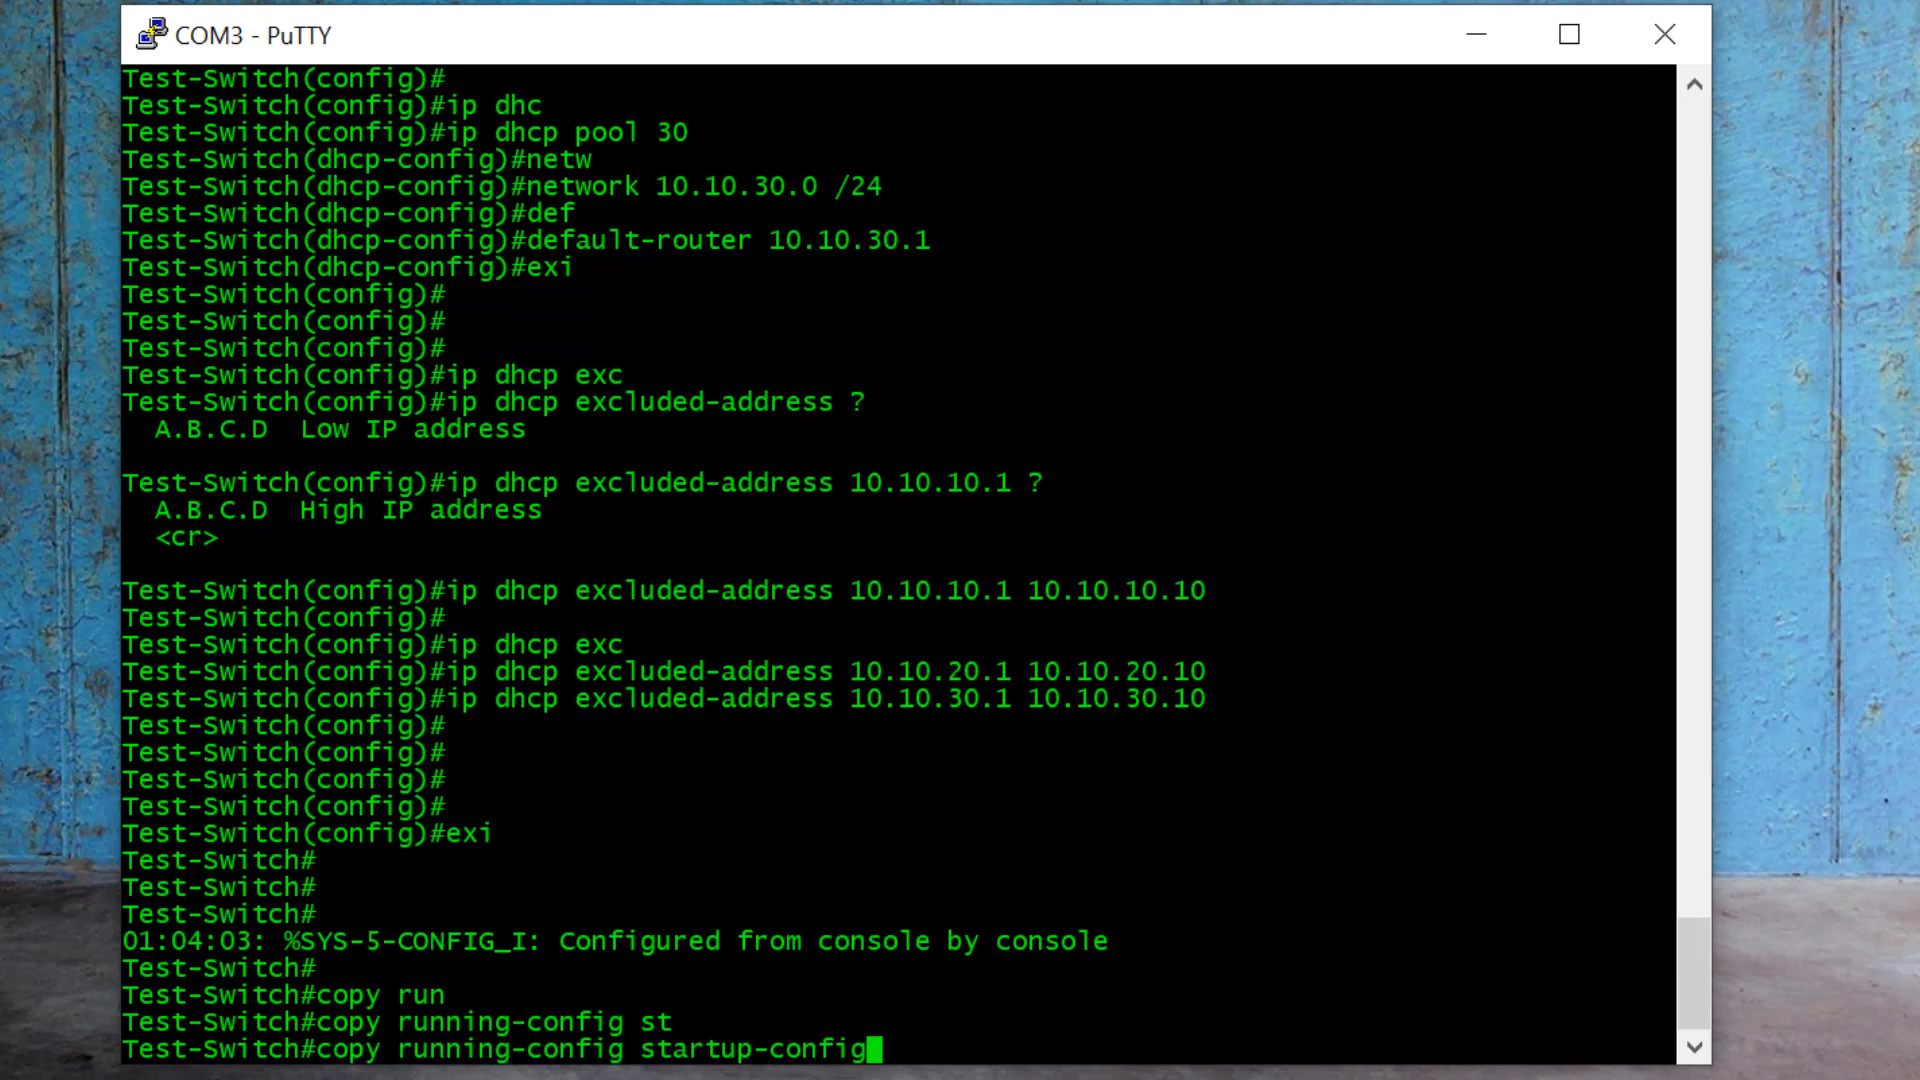 COM3 - PuTTY
Test-Switch(config)#
Test-Switch(config)#ip dhc
Test-Switch(config)#ip dhcp pool 30
Test-Switch(dhcp-config)#netw
Test-Switch(dhcp-config)#network 10.10.30.0 /24
Test-Switch(dhcp-config)#def
Test-Switch(dhcp-config)#default-router 10.10.30.1
Test-Switch(dhcp-config)#exi
Test-Switch(config)#
Test-Switch(config)#
Test-Switch(config)#
Test-Switch(config)#ip dhcp exc
Test-Switch(config)#ip dhcp excluded-address ?
  A.B.C.D  Low IP address
Test-Switch(config)#ip dhcp excluded-address 10.10.10.1 ?
  A.B.C.D  High IP address
  <cr>
Test-Switch(config)#ip dhcp excluded-address 10.10.10.1 10.10.10.10
Test-Switch(config)#
Test-Switch(config)#ip dhcp exc
Test-Switch(config)#ip dhcp excluded-address 10.10.20.1 10.10.20.10
Test-Switch(config)#ip dhcp excluded-address 10.10.30.1 10.10.30.10
Test-Switch(config)#
Test-Switch(config)#
Test-Switch(config)#
Test-Switch(config)#
Test-Switch(config)#exi
Test-Switch#
Test-Switch#
Test-Switch#
01:04:03: %SYS-5-CONFIG_I: Configured from console by console
Test-Switch#
Test-Switch#copy run
Test-Switch#copy running-config st
Test-Switch#copy running-config startup-config